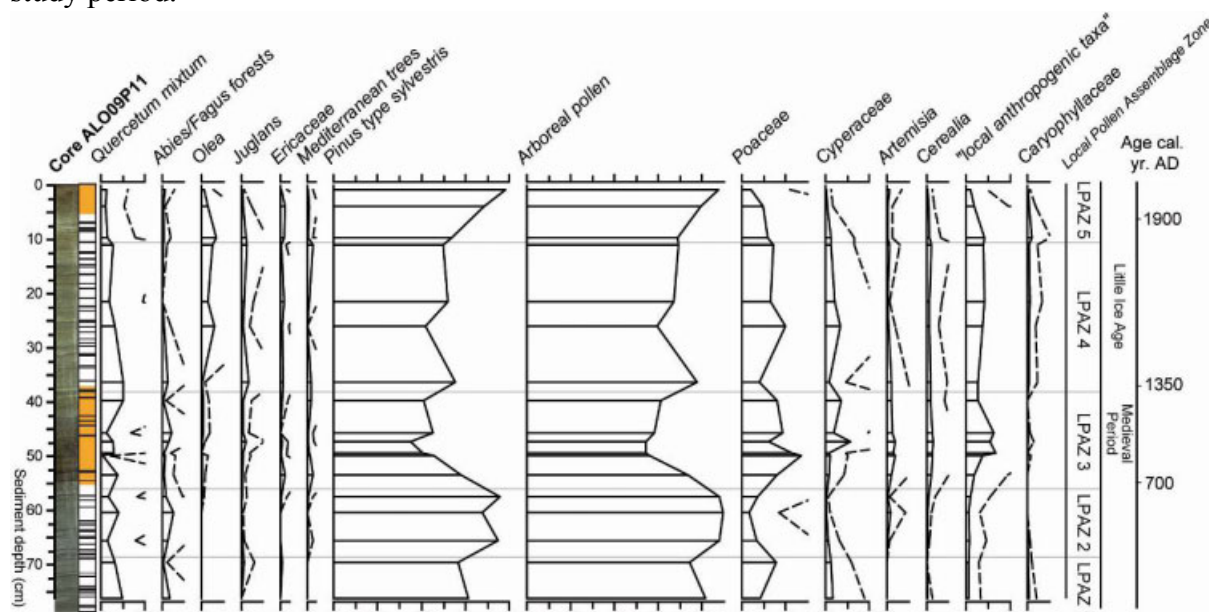 study period.
Core ALO09P11
Quercetum mixtum
Abies/Fagus forests
Olea
Juglans
Ericaceae
Mediterranean trees
Pinus type sylvestris
Arboreal pollen
Poaceae
Cyperaceae
Artemisia
Cerealia
"local anthropogenic taxa"
Caryophyllaceae
Local Pollen Assemblage Zone
Age cal.
yr. AD
0
10
20
30
40
50
60
70
Sediment depth (cm)
LPAZ 5
LPAZ 4
LPAZ 3
LPAZ 2
LPAZ
Litlle Ice Age
Medieval
Period
1900
1350
700